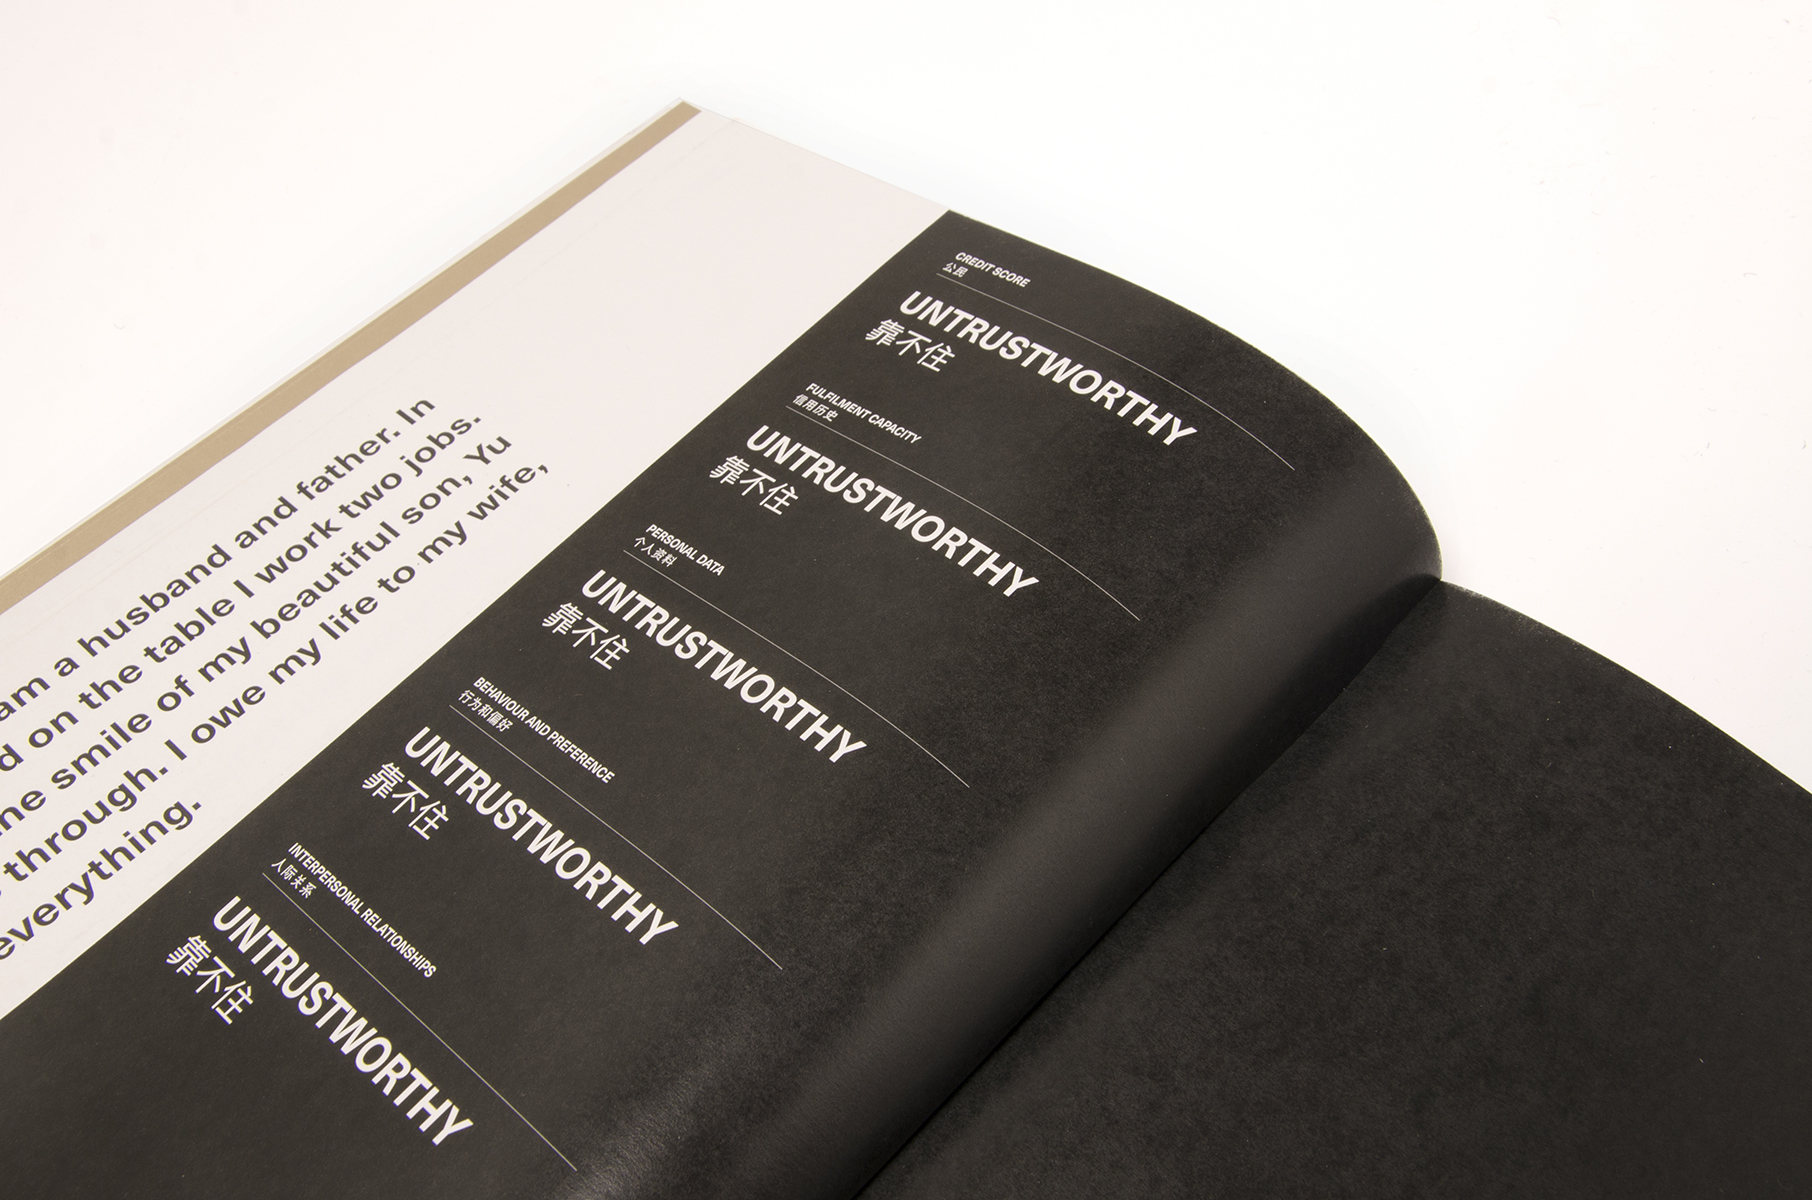 am a husband and father. In
d on the table I work two jobs.
he smile of my beautiful son, Yu
through. I owe my life to my wife,
everything.
CREDIT SCORE
公民
UNTRUSTWORTHY
靠不住
FULFILMENT CAPACITY
信用历史
UNTRUSTWORTHY
靠不住
PERSONAL DATA
个人资料
UNTRUSTWORTHY
靠不住
BEHAVIOUR AND PREFERENCE
行为和偏好
UNTRUSTWORTHY
靠不住
INTERPERSONAL RELATIONSHIPS
人际关系
UNTRUSTWORTHY
靠不住